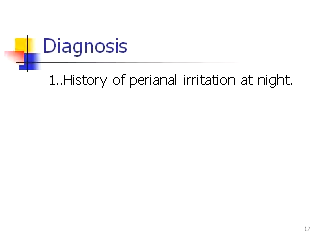 Diagnosis
1..History of perianal irritation at night.
17